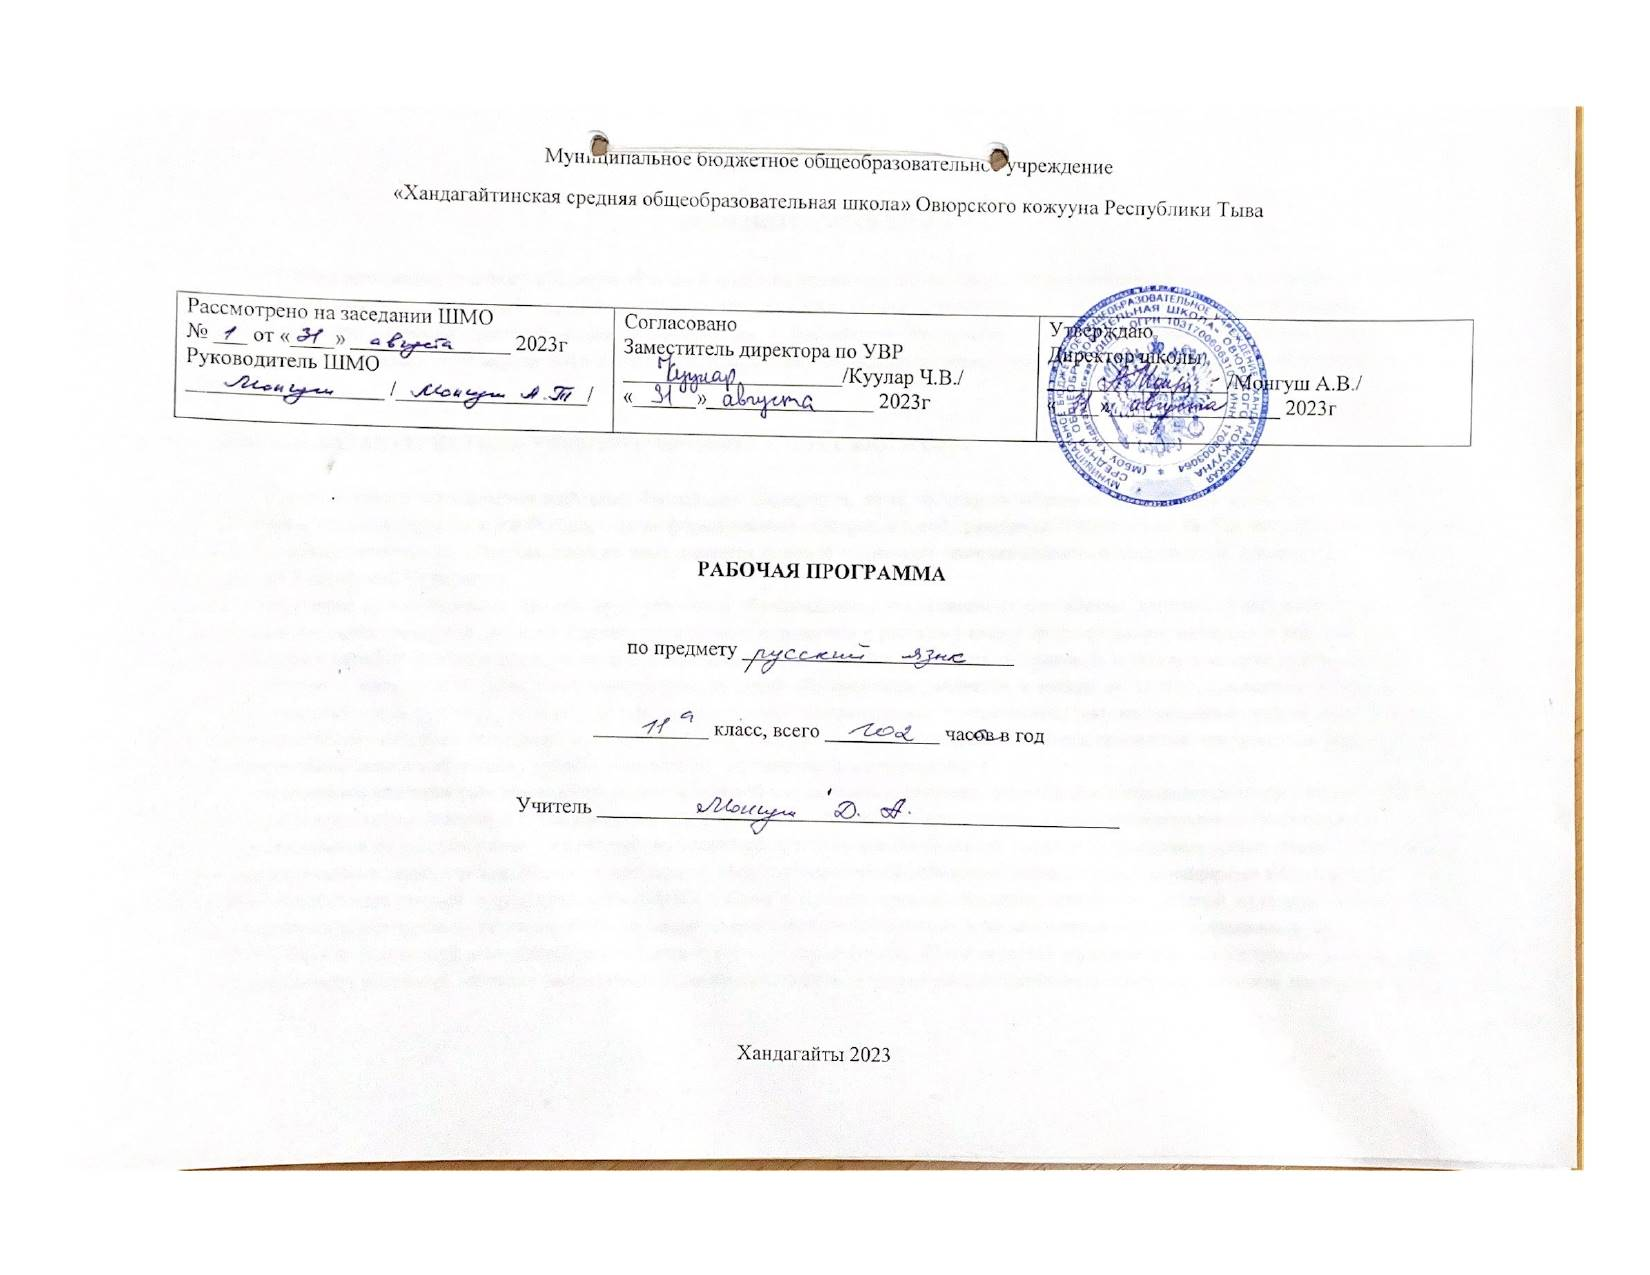 Муниципальное бюджетное общеобразовательное учреждение
«Хандагайтинская средняя общеобразовательная школа» Овюрского кожууна Республики Тыва
Рассмотрено на заседании ШМО
№ 1 от «31» августа 2023г
Руководитель ШМО
Монгуш / Монгуш А.Т /
Согласовано
Заместитель директора по УВР
Куулар /Куулар Ч.В./
«31» августа 2023г
Утверждаю
Директор школы
/Монгуш А.В./
«31» августа 2023г
РАБОЧАЯ ПРОГРАММА
по предмету русский язык
11а класс, всего 102 часов в год
Учитель Монгуш Д. А.
Хандагайты 2023